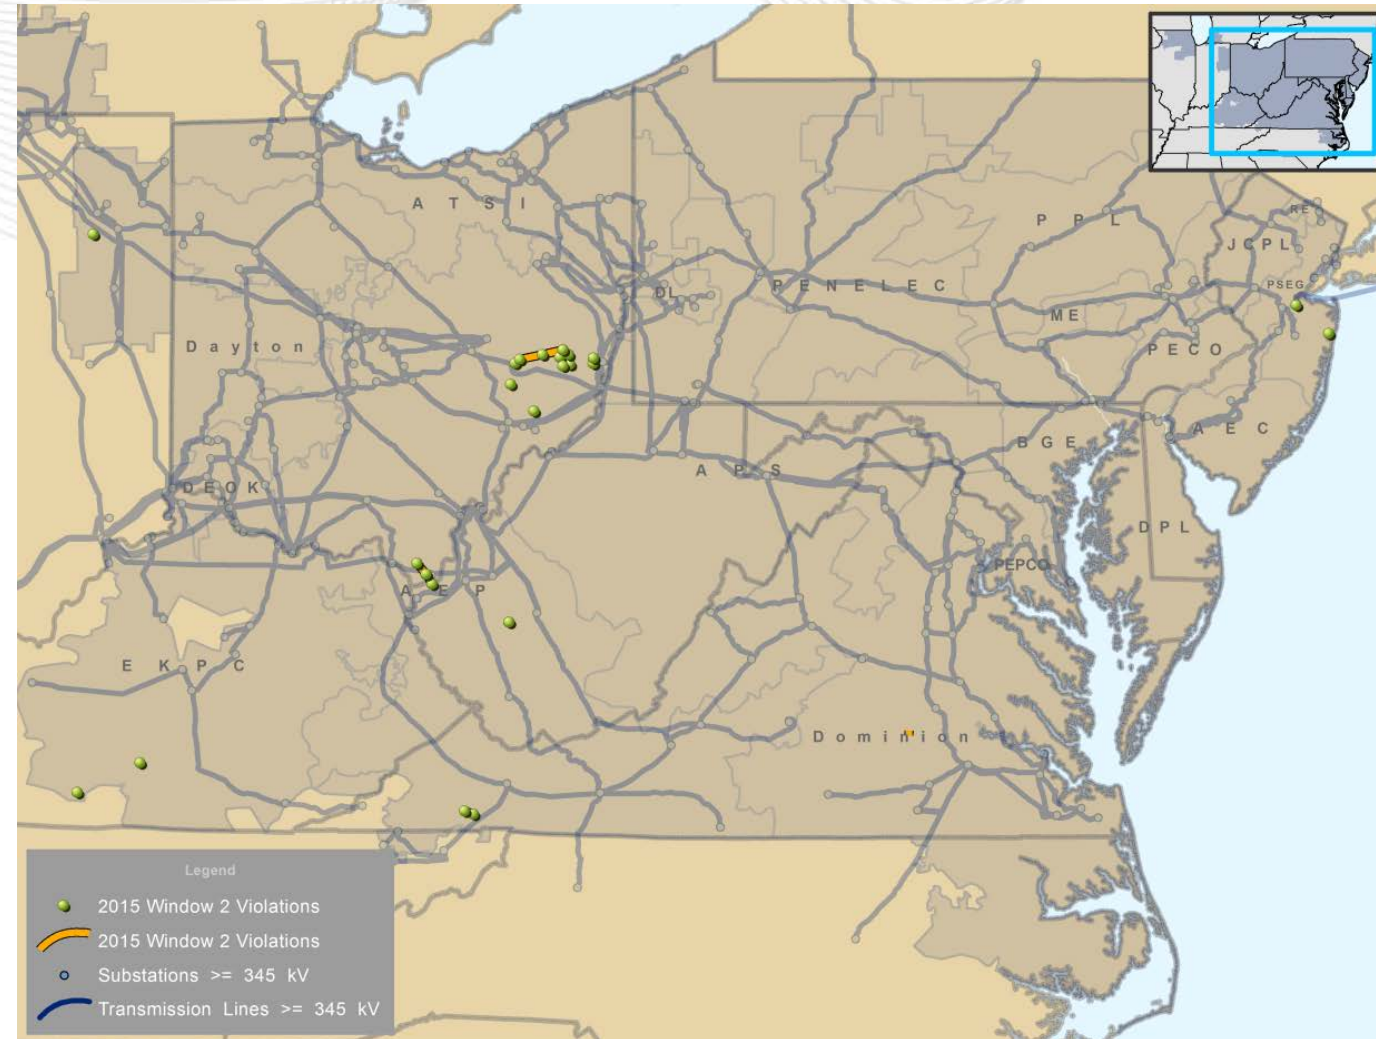 RE
PPL
ATSI
JCPL
PENELEC
PSEG
DL
ME
Dayton
PECO
AEC
BGE
APS
DEOK
DPL
PEPCO
AEP
EKPC
Dominion
Legend
2015 Window 2 Violations
2015 Window 2 Violations
Substations >= 345 kV
Transmission Lines >= 345 kV